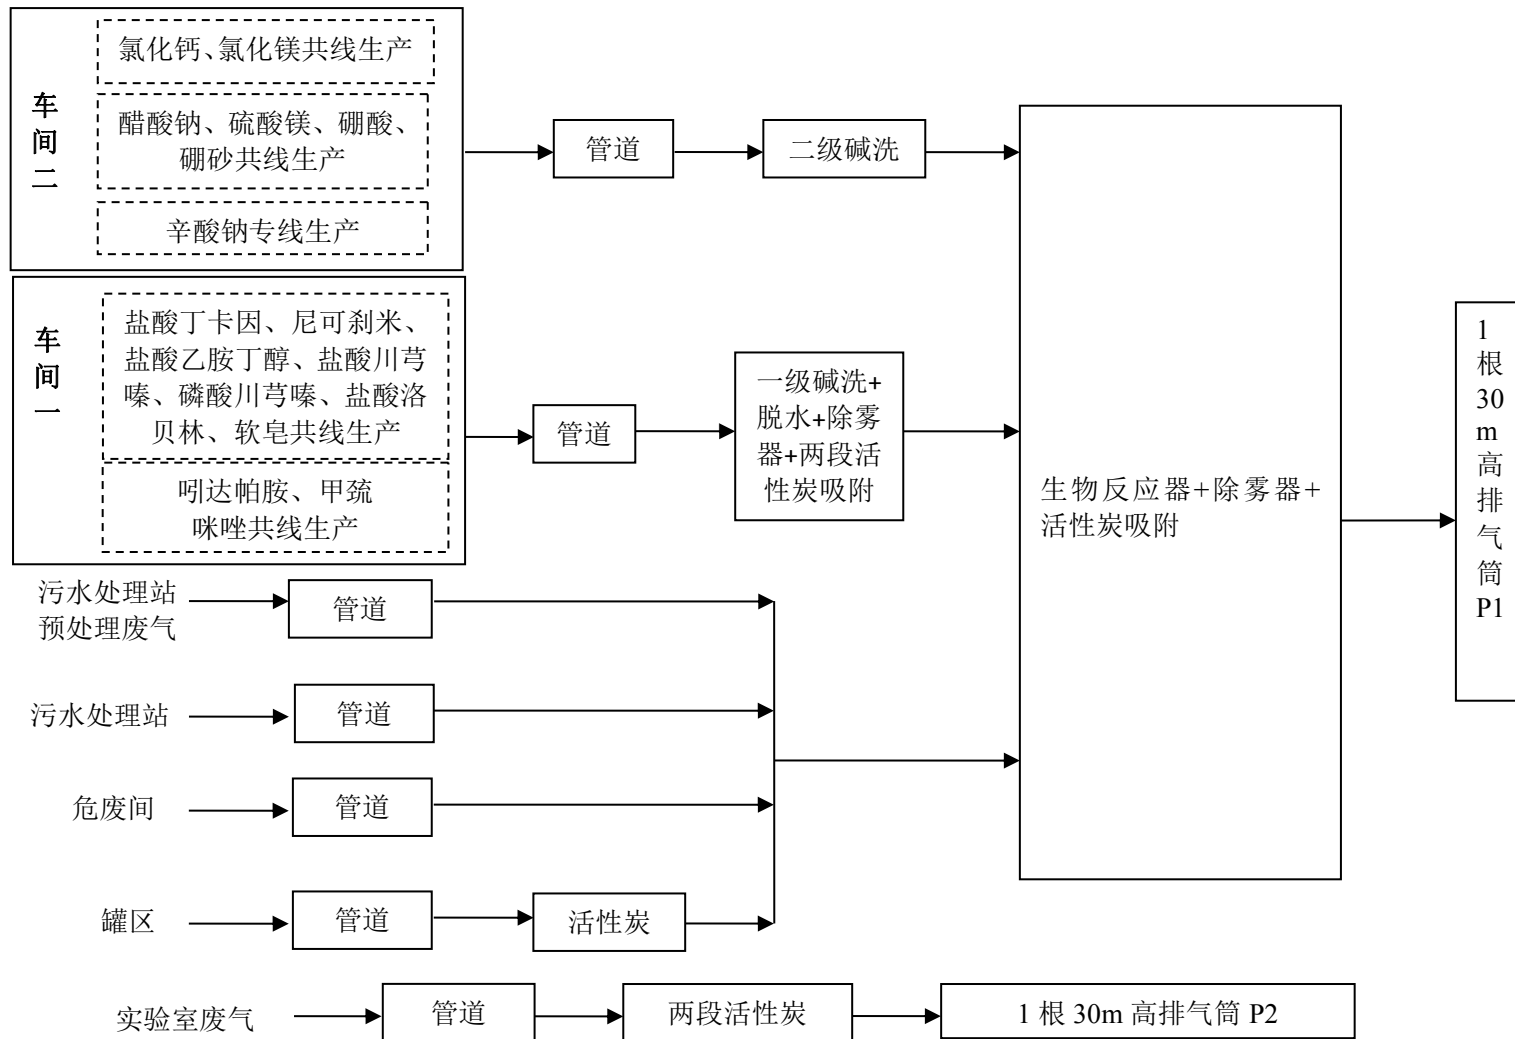 车
间
二
氯化钙、氯化镁共线生产
醋酸钠、硫酸镁、硼酸、
硼砂共线生产
辛酸钠专线生产
管道
二级碱洗
车
间
一
盐酸丁卡因、尼可刹米、
盐酸乙胺丁醇、盐酸川芎
嗪、磷酸川芎嗪、盐酸洛
贝林、软皂共线生产
吲达帕胺、甲巯
咪唑共线生产
管道
一级碱洗+
脱水+除雾
器+两段活
性炭吸附
生物反应器+除雾器+
活性炭吸附
1
根
30
m
高
排
气
筒
P1
污水处理站
预处理废气
管道
污水处理站
管道
危废间
管道
罐区
管道
活性炭
实验室废气
管道
两段活性炭
1 根 30m 高排气筒 P2